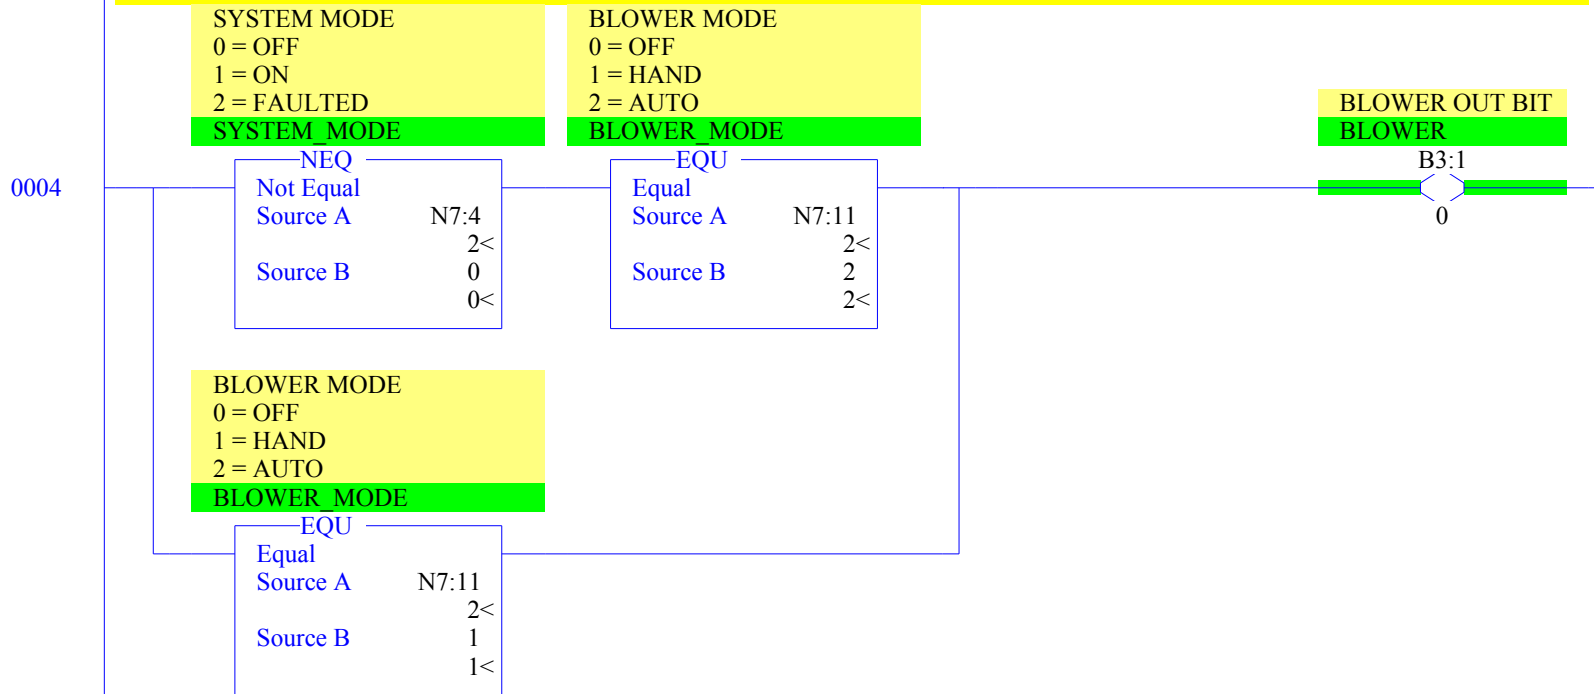 SYSTEM MODE
0 = OFF
1 = ON
2 = FAULTED
SYSTEM_MODE
BLOWER MODE
0 = OFF
1 = HAND
2 = AUTO
BLOWER_MODE
BLOWER OUT BIT
BLOWER
B3:1
0
0004
NEQ
Not Equal
Source A N7:4
2<
Source B 0
0<
EQU
Equal
Source A N7:11
2<
Source B 2
2<
BLOWER MODE
0 = OFF
1 = HAND
2 = AUTO
BLOWER_MODE
EQU
Equal
Source A N7:11
2<
Source B 1
1<